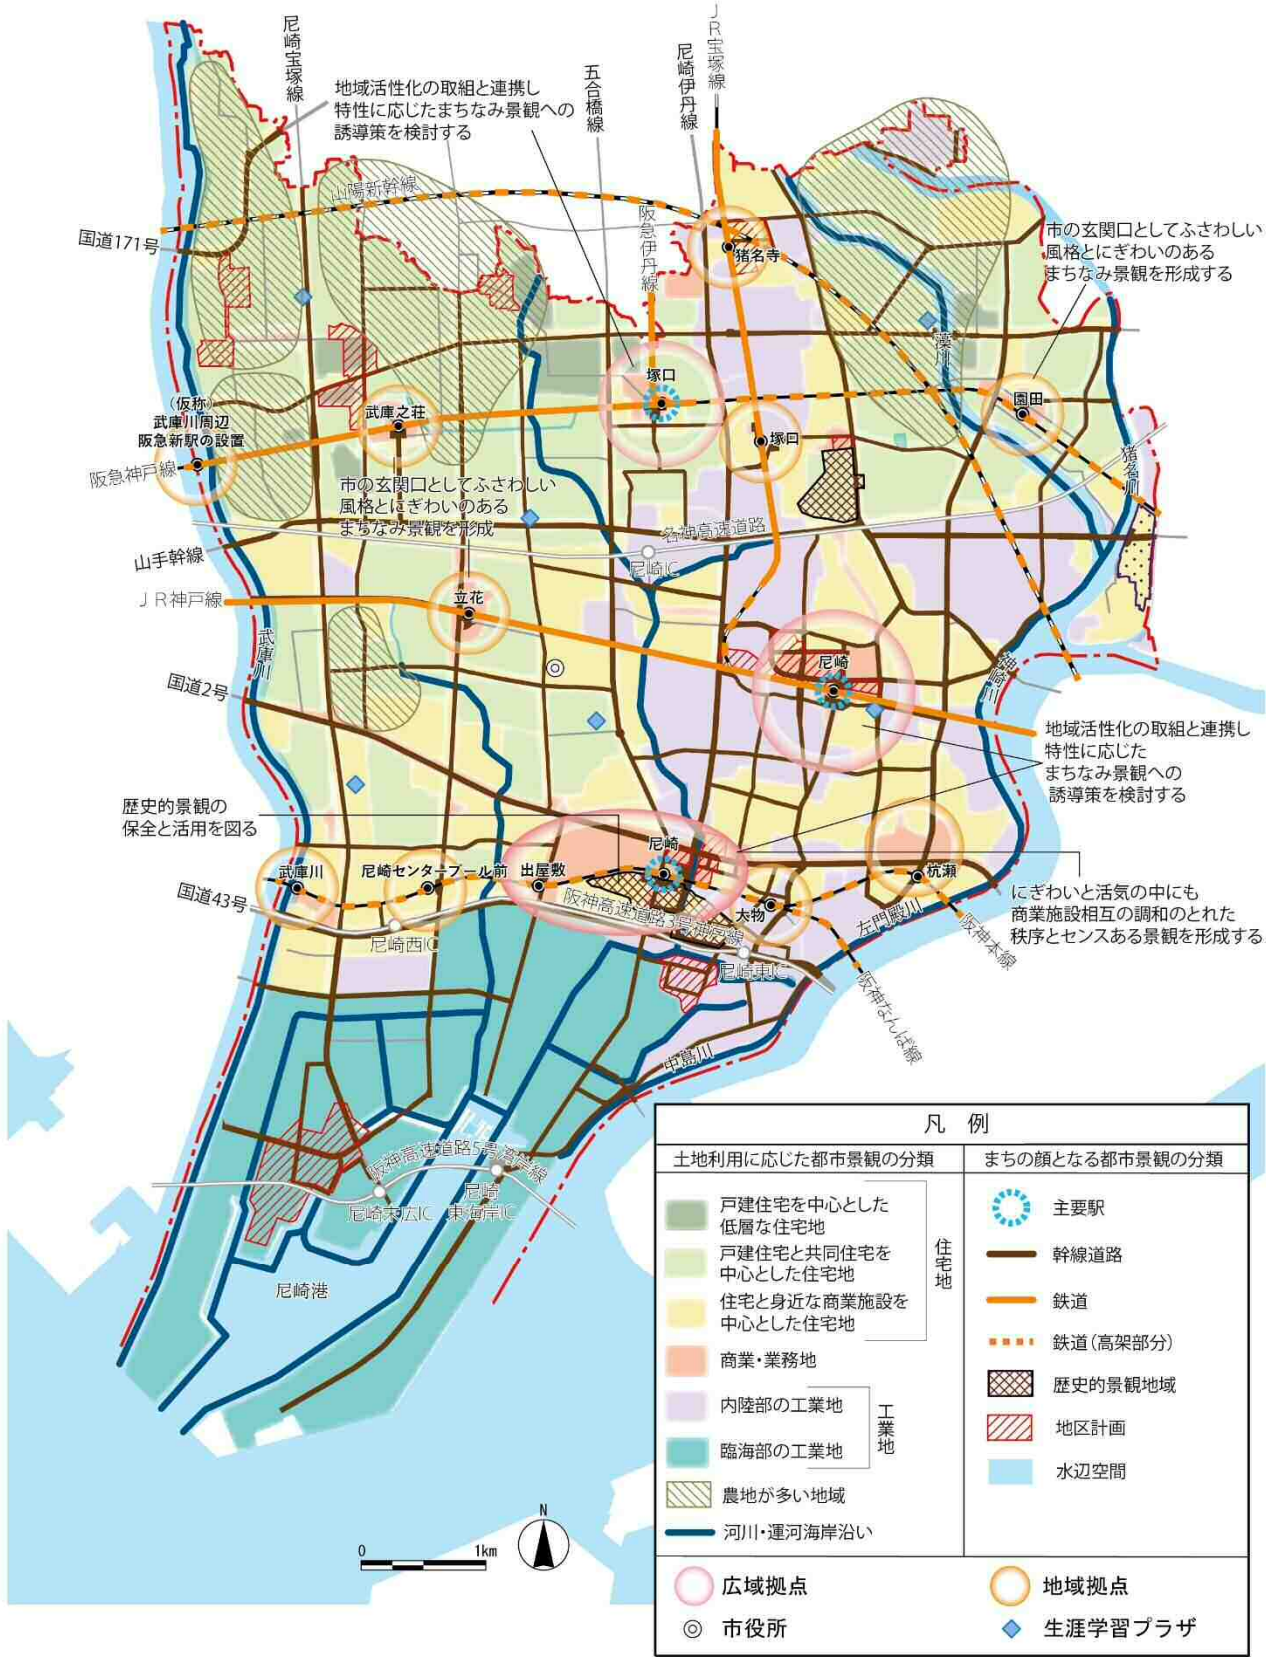 尼崎宝塚線
五合橋線
尼崎伊丹線
JR宝塚線
地域活性化の取組と連携し
特性に応じたまちなみ景観への
誘導策を検討する
山陽新幹線
阪急伊丹線
国道171号
猪名寺
市の玄関口としてふさわしい
風格とにぎわいのある
まちなみ景観を形成する
藻川
塚口
(仮称)
武庫川周辺
阪急新駅の設置
武庫之荘
塚口
園田
猪名川
阪急神戸線
市の玄関口としてふさわしい
風格とにぎわいのある
まちなみ景観を形成
名神高速道路
尼崎IC
山手幹線
JR神戸線
立花
武庫川
尼崎
神崎川
国道2号
地域活性化の取組と連携し
特性に応じた
まちなみ景観への
誘導策を検討する
歴史的景観の
保全と活用を図る
尼崎
武庫川
尼崎センタープール前
出屋敷
杭瀬
国道43号
阪神高速道路3号神戸線
大物
左門殿川
阪神本線
にぎわいと活気の中にも
商業施設相互の調和のとれた
秩序とセンスある景観を形成する
尼崎西IC
尼崎東IC
阪神なんば線
中島川
阪神高速道路5号湾岸線
尼崎末広IC
尼崎
東海岸IC
尼崎港
0 1km
N
凡 例
土地利用に応じた都市景観の分類
戸建住宅を中心とした
低層な住宅地
戸建住宅と共同住宅を
中心とした住宅地
住宅と身近な商業施設を
中心とした住宅地
住宅地
商業・業務地
内陸部の工業地
臨海部の工業地
工業地
農地が多い地域
河川・運河海岸沿い
まちの顔となる都市景観の分類
主要駅
幹線道路
鉄道
鉄道(高架部分)
歴史的景観地域
地区計画
水辺空間
広域拠点
地域拠点
市役所
生涯学習プラザ